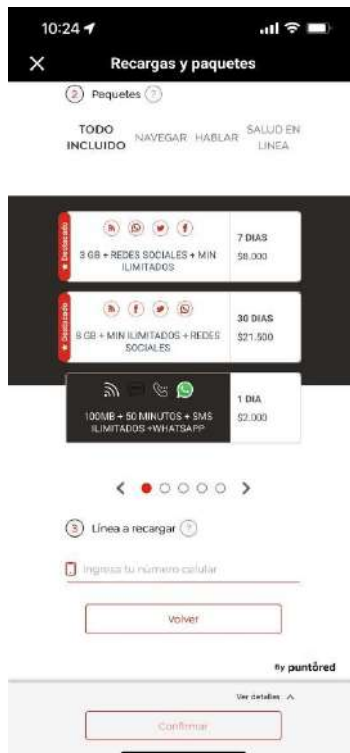 10:24
Recargas y paquetes
2 Paquetes ?
TODO INCLUIDO
NAVEGAR
HABLAR
SALUD EN LINEA
Destacado
3 GB + REDES SOCIALES + MIN
ILIMITADOS
7 DIAS
$8.000
Destacado
GB + MIN ILIMITADOS + REDES
SOCIALES
30 DIAS
$21.500
100MB + 50 MINUTOS + SMS
ILIMITADOS +WHATSAPP
1 DIA
$2.000
3 Línea a recargar ?
Ingresa tu número celular
Volver
By puntored
Ver detalles
Confirmar